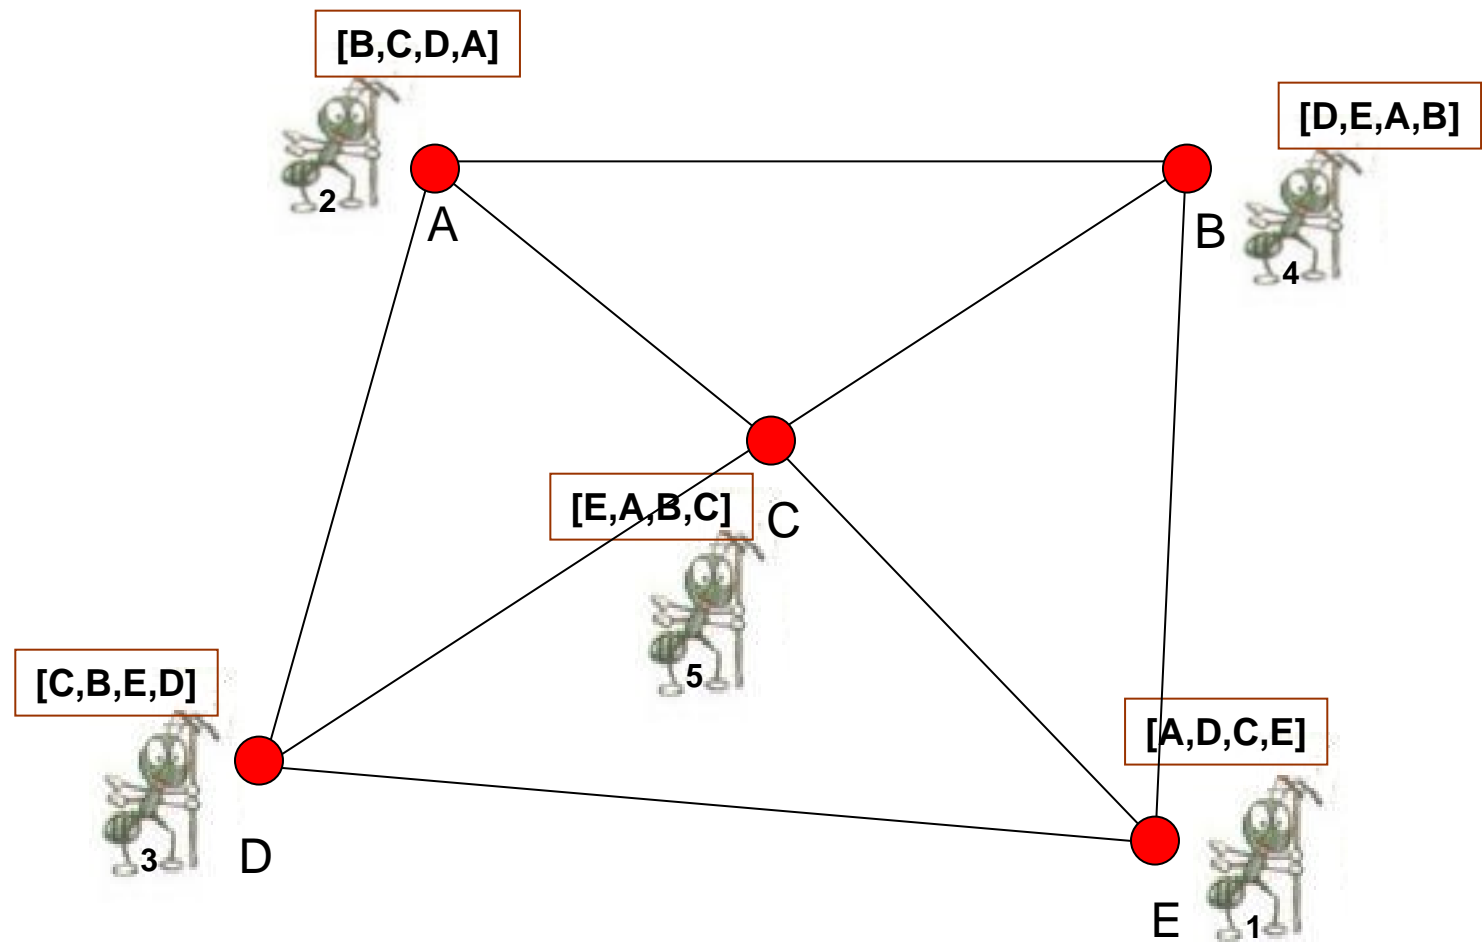 [B,C,D,A]
[D,E,A,B]
2
A
B
4
[E,A,B,C]
C
5
[C,B,E,D]
[A,D,C,E]
3
D
E
1